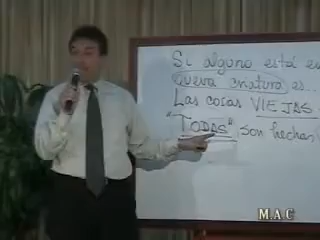 Si alguno está en
nueva criatura es...
Las cosas VIEJAS
"TODAS" son hechas
M.A.C